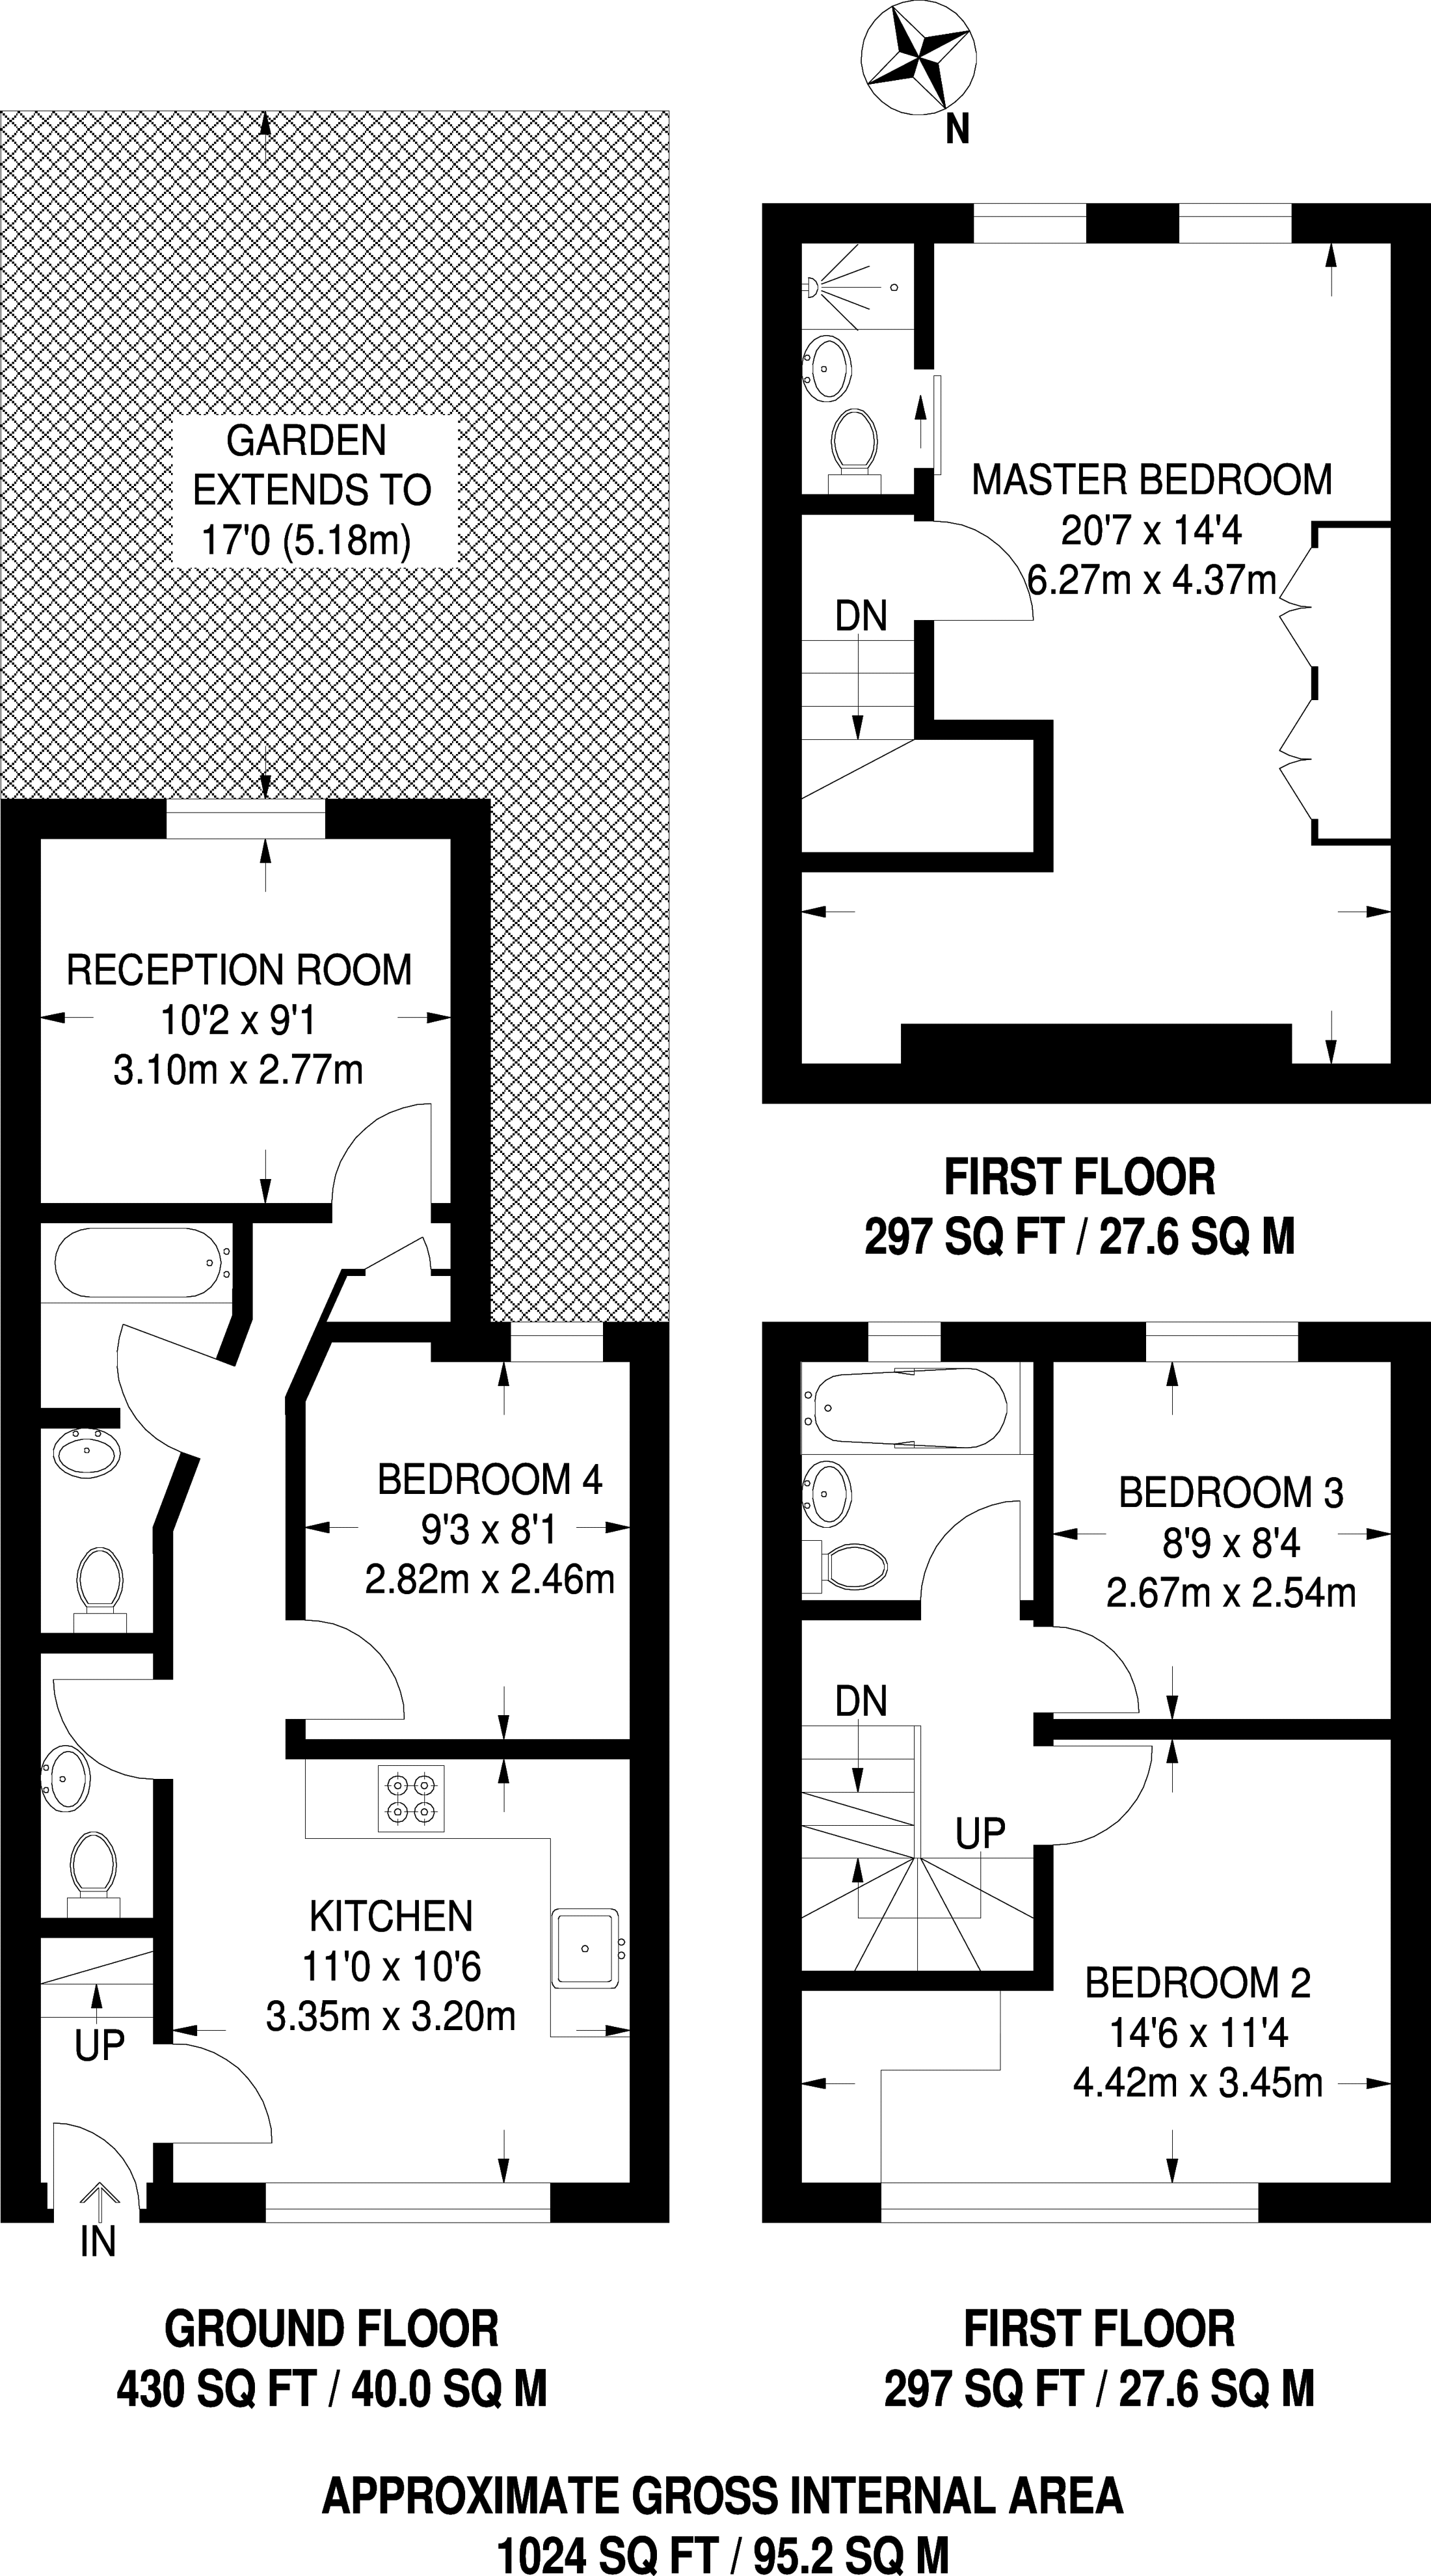 N
GARDEN
EXTENDS TO
17'0 (5.18m)
MASTER BEDROOM
20'7 x 14'4
6.27m x 4.37m
DN
RECEPTION ROOM
10'2 x 9'1
3.10m x 2.77m
FIRST FLOOR
297 SQ FT / 27.6 SQ M
BEDROOM 4
9'3 x 8'1
2.82m x 2.46m
BEDROOM 3
8'9 x 8'4
2.67m x 2.54m
DN
UP
KITCHEN
11'0 x 10'6
3.35m x 3.20m
UP
BEDROOM 2
14'6 x 11'4
4.42m x 3.45m
IN
GROUND FLOOR
430 SQ FT / 40.0 SQ M
FIRST FLOOR
297 SQ FT / 27.6 SQ M
APPROXIMATE GROSS INTERNAL AREA
1024 SQ FT / 95.2 SQ M